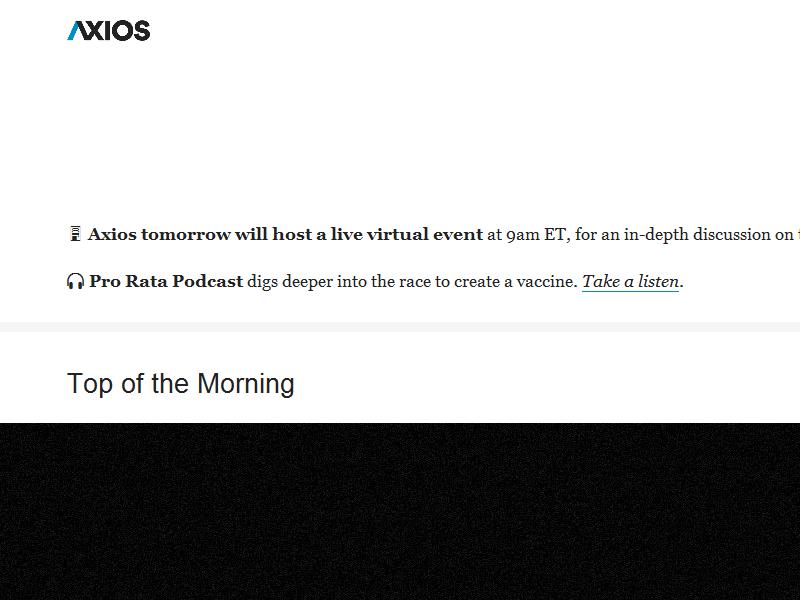 AXIOS
Axios tomorrow will host a live virtual event at 9am ET, for an in-depth discussion on
Pro Rata Podcast digs deeper into the race to create a vaccine. Take a listen.
Top of the Morning